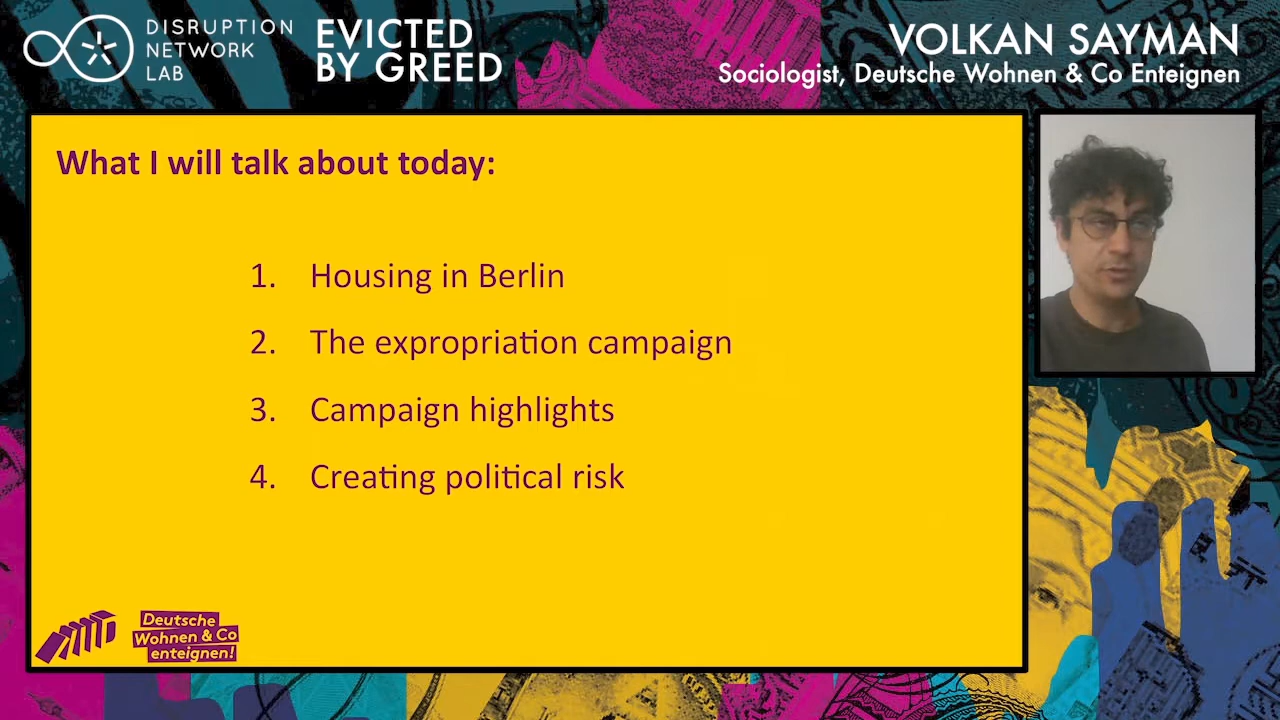 DISRUPTION
NETWORK
LAB
EVICTED
BY GREED
VOLKAN SAYMAN
Sociologist, Deutsche Wohnen & Co Enteignen
What I will talk about today:
1. Housing in Berlin
2. The expropriation campaign
3. Campaign highlights
4. Creating political risk
Deutsche
Wohnen & Co
enteignen!